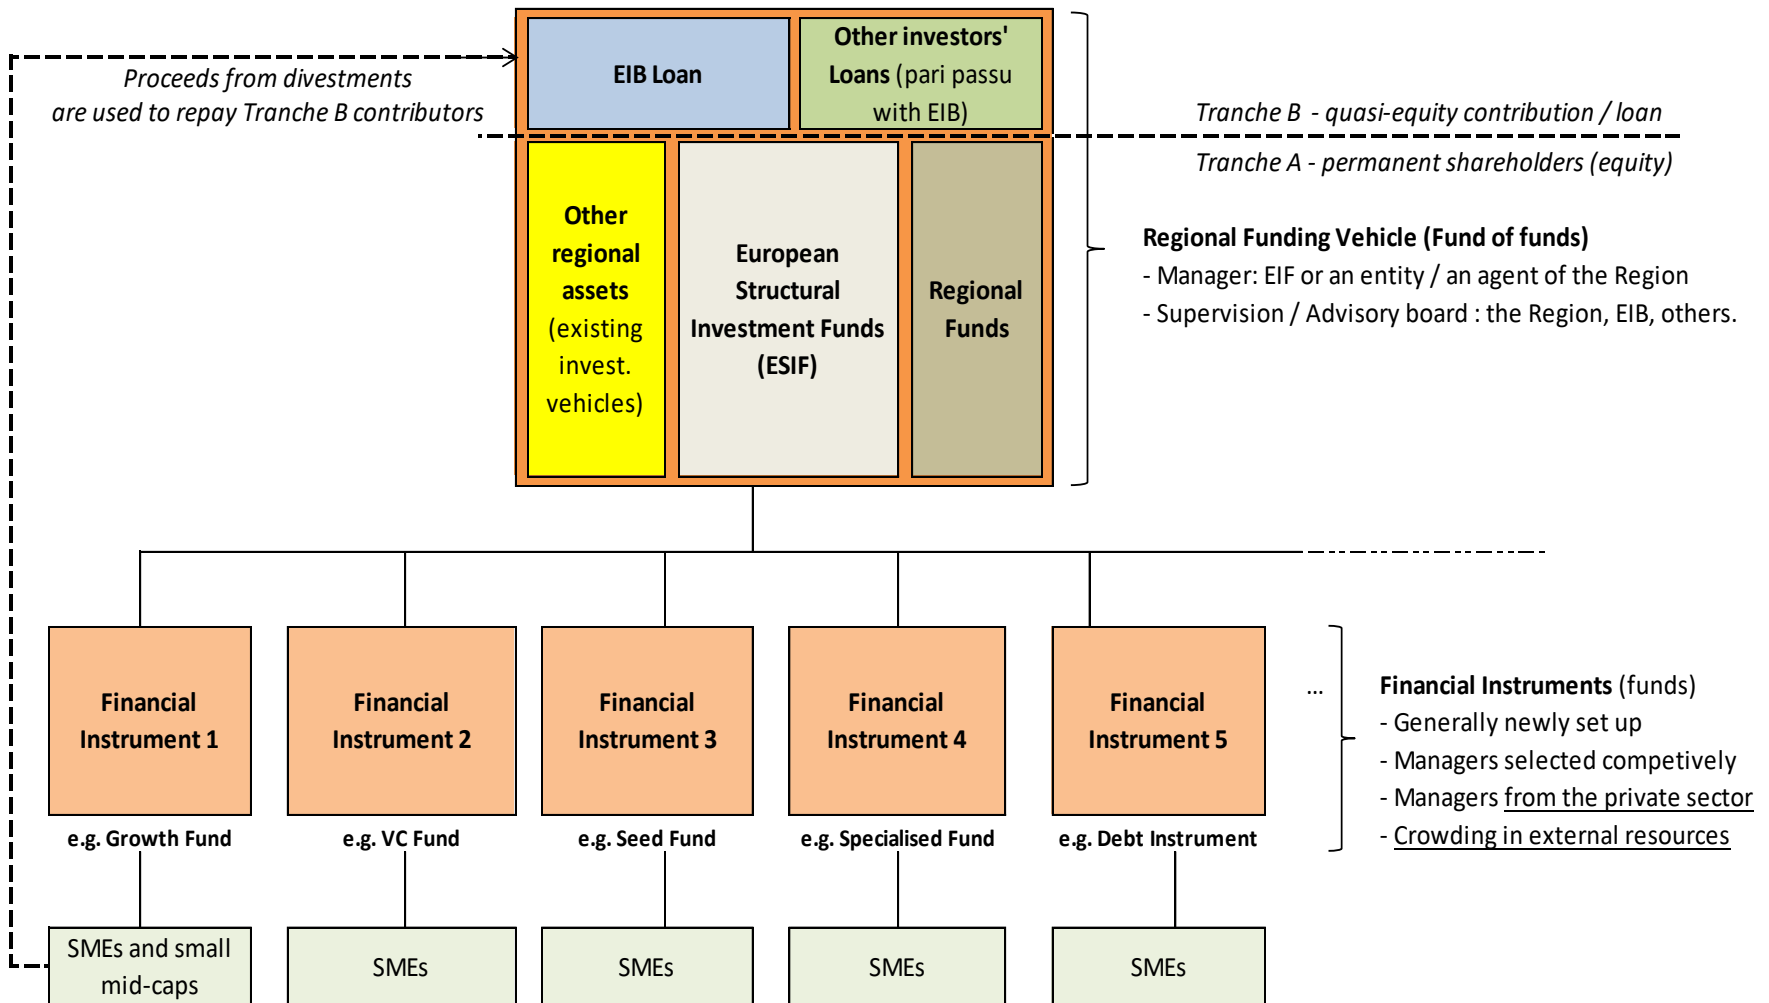 Proceeds from divestments
are used to repay Tranche B contributors
EIB Loan
Other investors'
Loans (pari passu
with EIB)
Tranche B - quasi-equity contribution / loan
Tranche A - permanent shareholders (equity)
Other
regional
assets
(existing
invest.
vehicles)
European
Structural
Investment Funds
(ESIF)
Regional
Funds
Regional Funding Vehicle (Fund of funds)
- Manager: EIF or an entity / an agent of the Region
- Supervision / Advisory board : the Region, EIB, others.
Financial
Instrument 1
Financial
Instrument 2
Financial
Instrument 3
Financial
Instrument 4
Financial
Instrument 5
...
Financial Instruments (funds)
- Generally newly set up
- Managers selected competively
- Managers from the private sector
- Crowding in external resources
e.g. Growth Fund
e.g. VC Fund
e.g. Seed Fund
e.g. Specialised Fund
e.g. Debt Instrument
SMEs and small
mid-caps
SMEs
SMEs
SMEs
SMEs